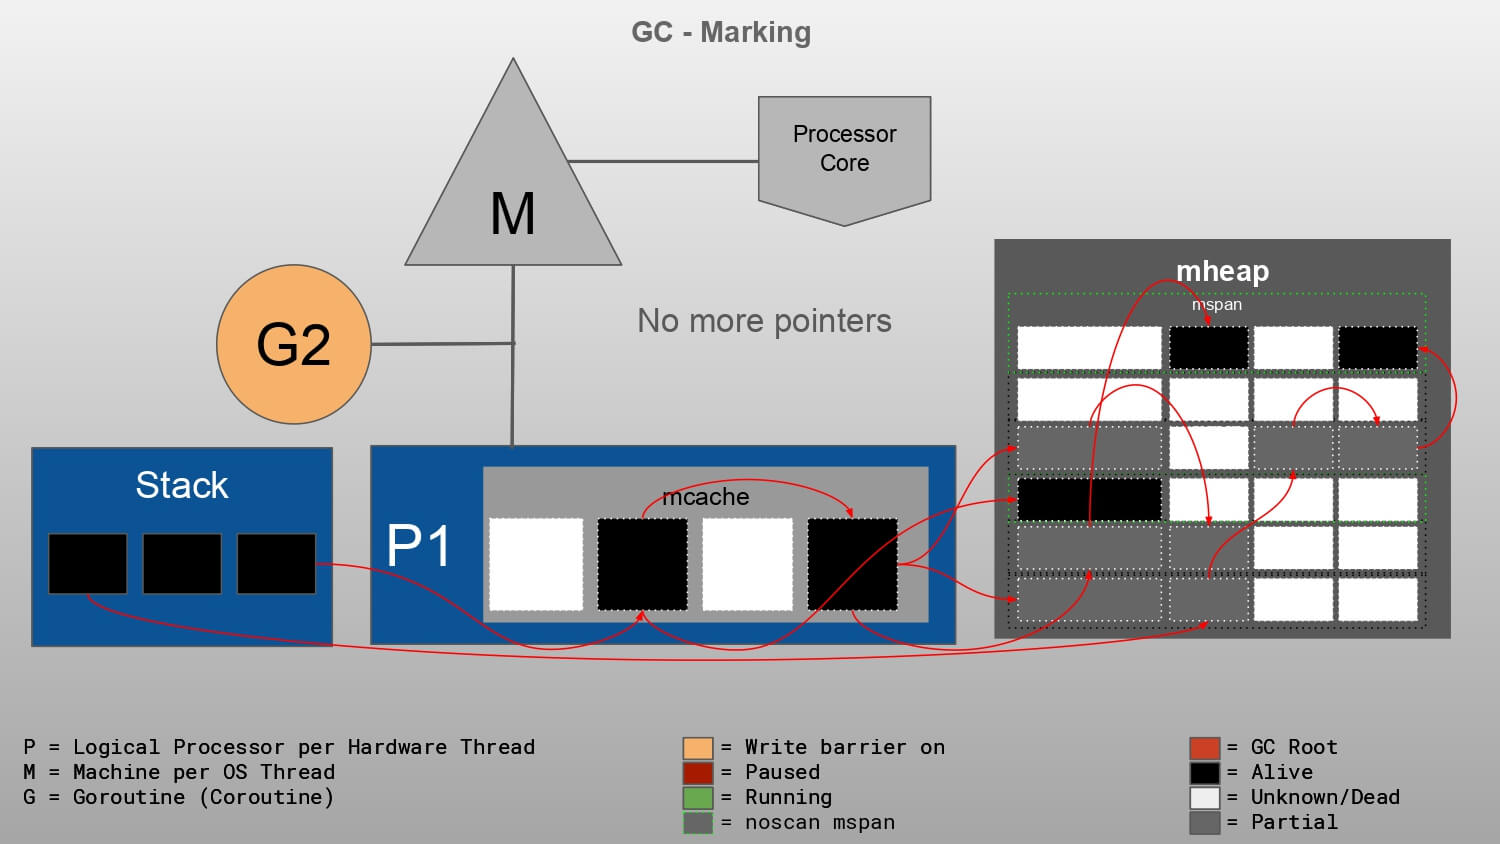 GC - Marking
Processor
Core
M
mheap
mspan
G2
No more pointers
Stack
P1
mcache
P = Logical Processor per Hardware Thread
M = Machine per OS Thread
G = Goroutine (Coroutine)
= Write barrier on
= Paused
= Running
= noscan mspan
= GC Root
= Alive
= Unknown/Dead
= Partial